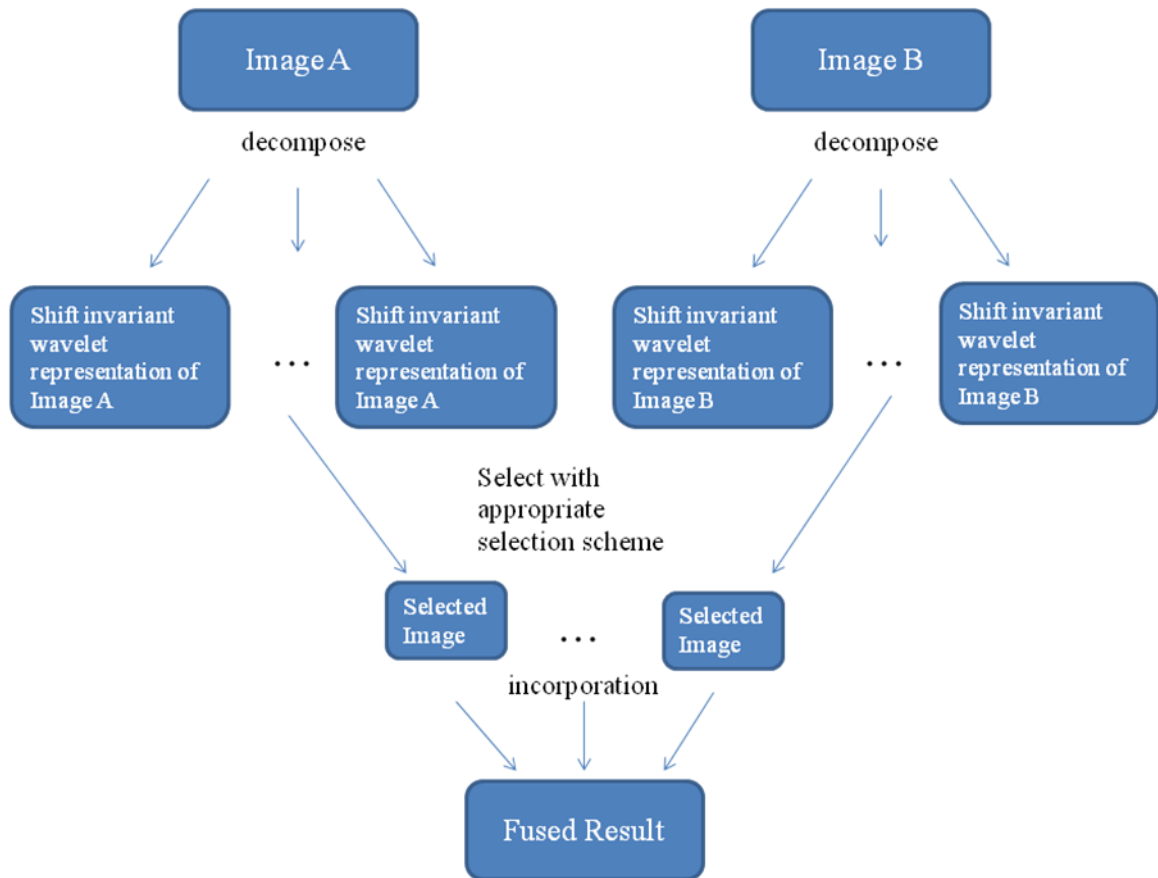 Image A
Image B
decompose
decompose
Shift invariant
wavelet
representation of
Image A
...
Shift invariant
wavelet
representation of
Image A
Shift invariant
wavelet
representation of
Image B
...
Shift invariant
wavelet
representation of
Image B
Select with
appropriate
selection scheme
Selected
Image
...
Selected
Image
incorporation
Fused Result